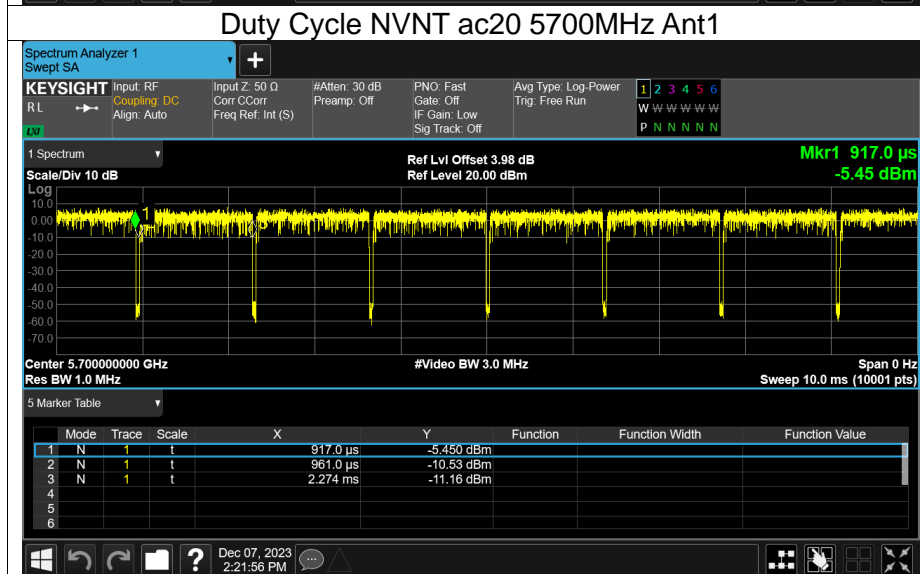 Duty Cycle NVNT ac20 5700MHz Ant1
Spectrum Analyzer 1
Swept SA
+
KEYSIGHT Input: RF Input Z: 50 Ω #Atten: 30 dB PNO: Fast Avg Type: Log-Power 1 2 3 4 5 6
R L Coupling: DC Corr CCorr Preamp: Off Gate: Off Trig: Free Run W W W W W W
Align: Auto Freq Ref: Int (S) IF Gain: Low
LXI Sig Track: Off P N N N N N
1 Spectrum Ref Lvl Offset 3.98 dB Mkr1 917.0 µs
Scale/Div 10 dB Ref Level 20.00 dBm -5.45 dBm
Log
10.0
0.00
-10.0
-20.0
-30.0
-40.0
-50.0
-60.0
-70.0
1
3
Center 5.700000000 GHz #Video BW 3.0 MHz Span 0 Hz
Res BW 1.0 MHz Sweep 10.0 ms (10001 pts)
5 Marker Table
Mode Trace Scale X Y Function Function Width Function Value
1 N 1 t 917.0 µs -5.450 dBm
2 N 1 t 961.0 µs -10.53 dBm
3 N 1 t 2.274 ms -11.16 dBm
4
5
6
? Dec 07, 2023
2:21:56 PM